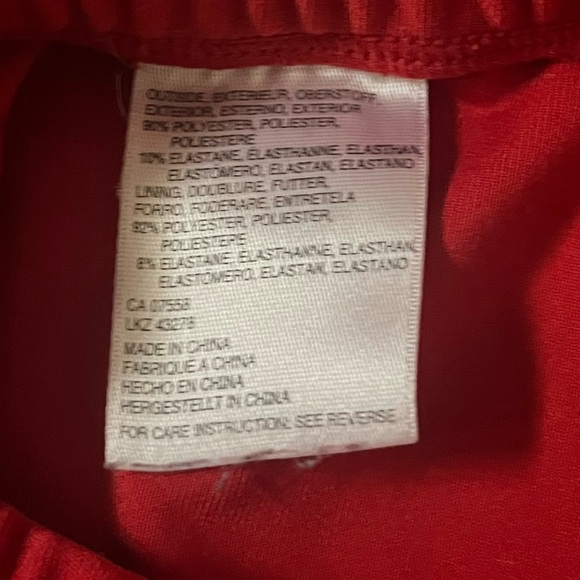 OUTSIDE, EXTERIEUR, OBERSTOFF
EXTERIOR, ESTERNO, EXTERIOR
90% POLYESTER, POLIESTER,
POLIESTERE
10% ELASTANE, ELASTHANNE, ELASTHAN
ELASTOMERO, ELASTAN, ELASTANO
LINING, DOUBLURE, FUTTER,
FORRO, FODERARE, ENTRETELA
92% POLYESTER, POLIESTER,
POLIESTERE
8% ELASTANE, ELASTHANNE, ELASTHAN
ELASTOMERO, ELASTAN, ELASTANO
CA 07558
LKZ 43278
MADE IN CHINA
FABRIQUE A CHINA
HECHO EN CHINA
HERGESTELLT IN CHINA
FOR CARE INSTRUCTION: SEE REVERSE